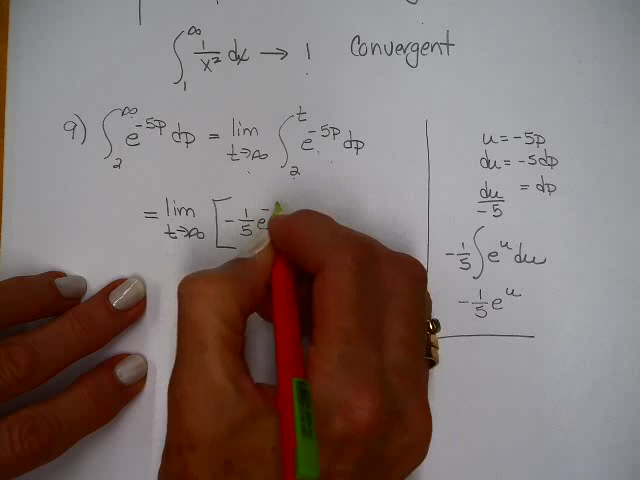 ∫₁^∞ 1/x² dx → 1 Convergent
9) ∫₂^∞ e^-5p dp = lim t→∞ ∫₂^t e^-5p dp
= lim t→∞ [ -1/5 e^-
u = -5p
du = -5dp
du/-5 = dp
-1/5 ∫ e^u du
-1/5 e^u